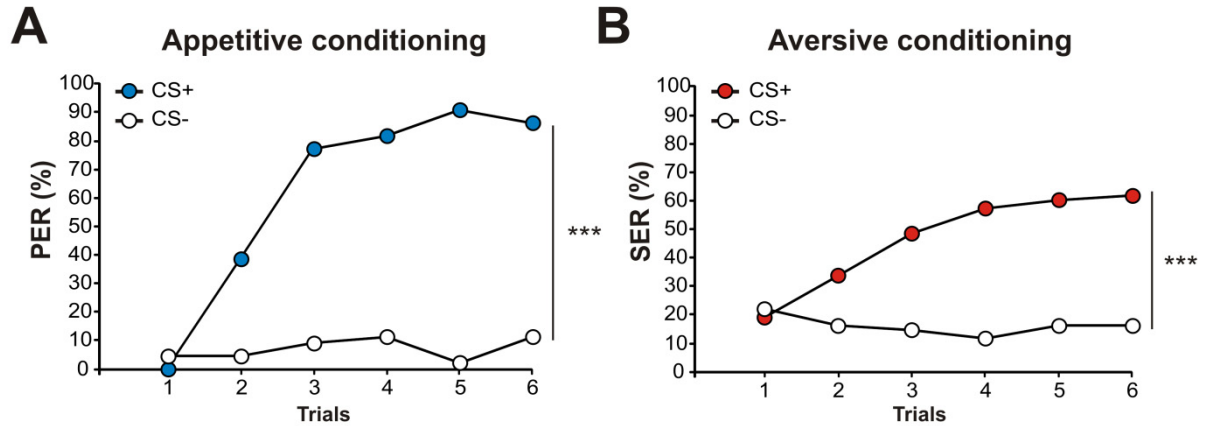 A
Appetitive conditioning
CS+
CS-
PER (%)
100
90
80
70
60
50
40
30
20
10
0
1 2 3 4 5 6
Trials
***
B
Aversive conditioning
CS+
CS-
SER (%)
100
90
80
70
60
50
40
30
20
10
0
1 2 3 4 5 6
Trials
***